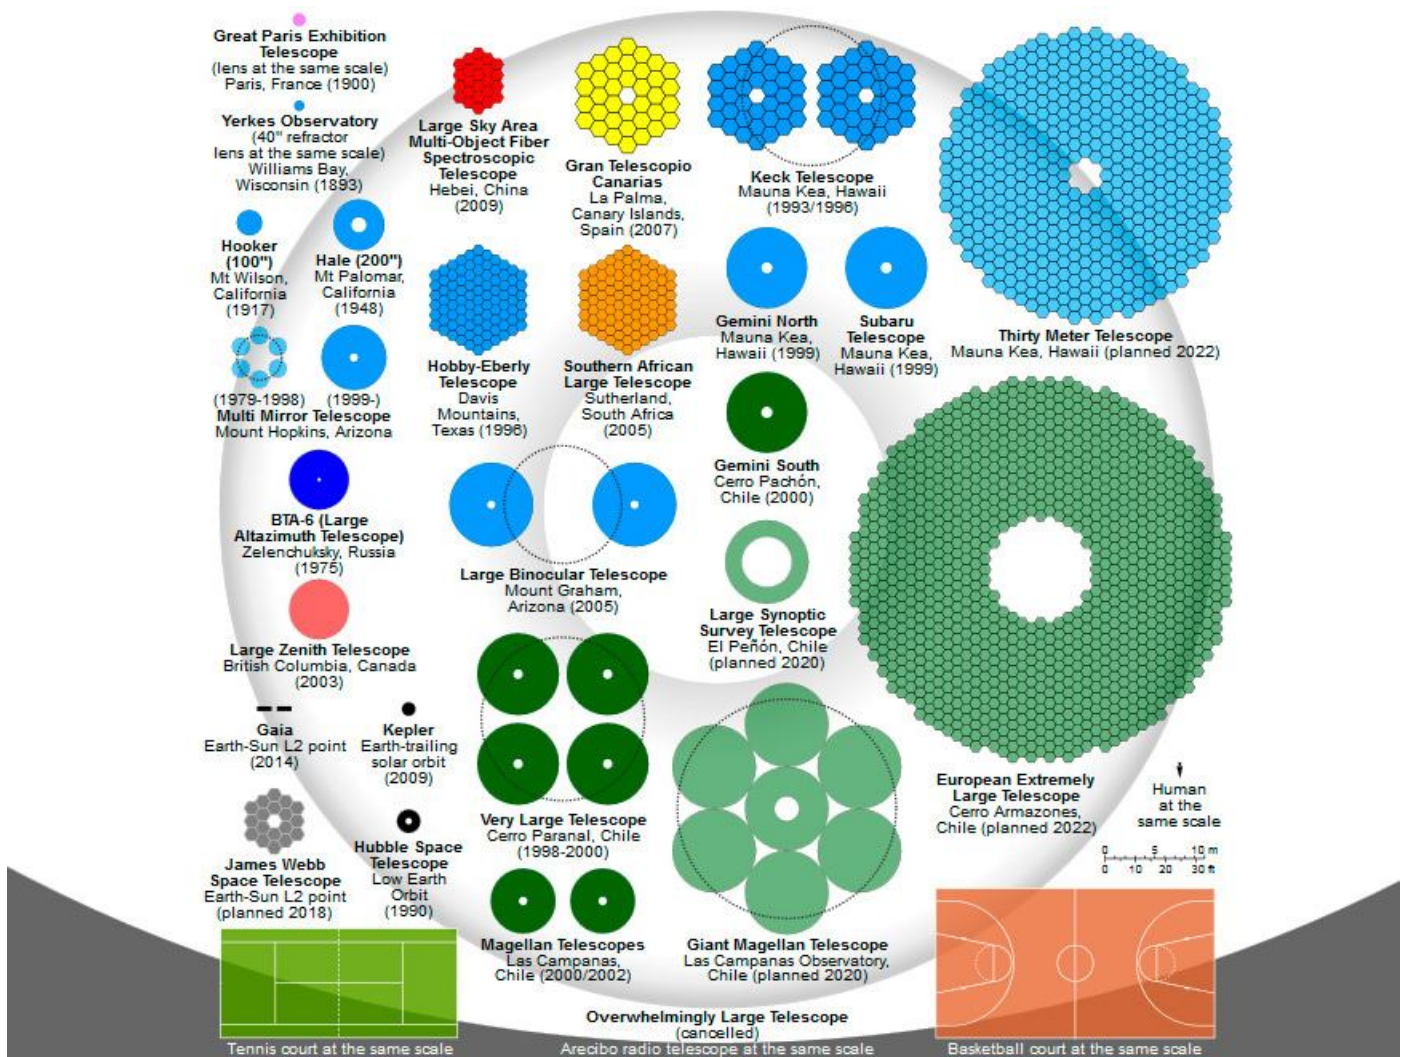 Great Paris Exhibition
Telescope
(lens at the same scale)
Paris, France (1900)
Yerkes Observatory
(40" refractor
lens at the same scale)
Williams Bay,
Wisconsin (1893)
Hooker
(100")
Mt Wilson,
California
(1917)
Hale (200")
Mt Palomar,
California
(1948)
(1979-1998) (1999-)
Multi Mirror Telescope
Mount Hopkins, Arizona
BTA-6 (Large
Altazimuth Telescope)
Zelenchuksky, Russia
(1975)
Large Zenith Telescope
British Columbia, Canada
(2003)
Gaia
Earth-Sun L2 point
(2014)
Kepler
Earth-trailing
solar orbit
(2009)
James Webb
Space Telescope
Earth-Sun L2 point
(planned 2018)
Hubble Space
Telescope
Low Earth
Orbit
(1990)
Large Sky Area
Multi-Object Fiber
Spectroscopic
Telescope
Hebei, China
(2009)
Gran Telescopio
Canarias
La Palma,
Canary Islands,
Spain (2007)
Keck Telescope
Mauna Kea, Hawaii
(1993/1996)
Hobby-Eberly
Telescope
Davis
Mountains,
Texas (1996)
Southern African
Large Telescope
Sutherland,
South Africa
(2005)
Gemini North
Mauna Kea,
Hawaii (1999)
Subaru
Telescope
Mauna Kea,
Hawaii (1999)
Thirty Meter Telescope
Mauna Kea, Hawaii (planned 2022)
Gemini South
Cerro Pachón,
Chile (2000)
Large Binocular Telescope
Mount Graham,
Arizona (2005)
Large Synoptic
Survey Telescope
El Peñón, Chile
(planned 2020)
Very Large Telescope
Cerro Paranal, Chile
(1998-2000)
Magellan Telescopes
Las Campanas,
Chile (2000/2002)
Giant Magellan Telescope
Las Campanas Observatory,
Chile (planned 2020)
European Extremely
Large Telescope
Cerro Armazones,
Chile (planned 2022)
Human
at the
same scale
0 5 10 m
0 10 20 30 ft
Overwhelmingly Large Telescope
(cancelled)
Tennis court at the same scale
Arecibo radio telescope at the same scale
Basketball court at the same scale